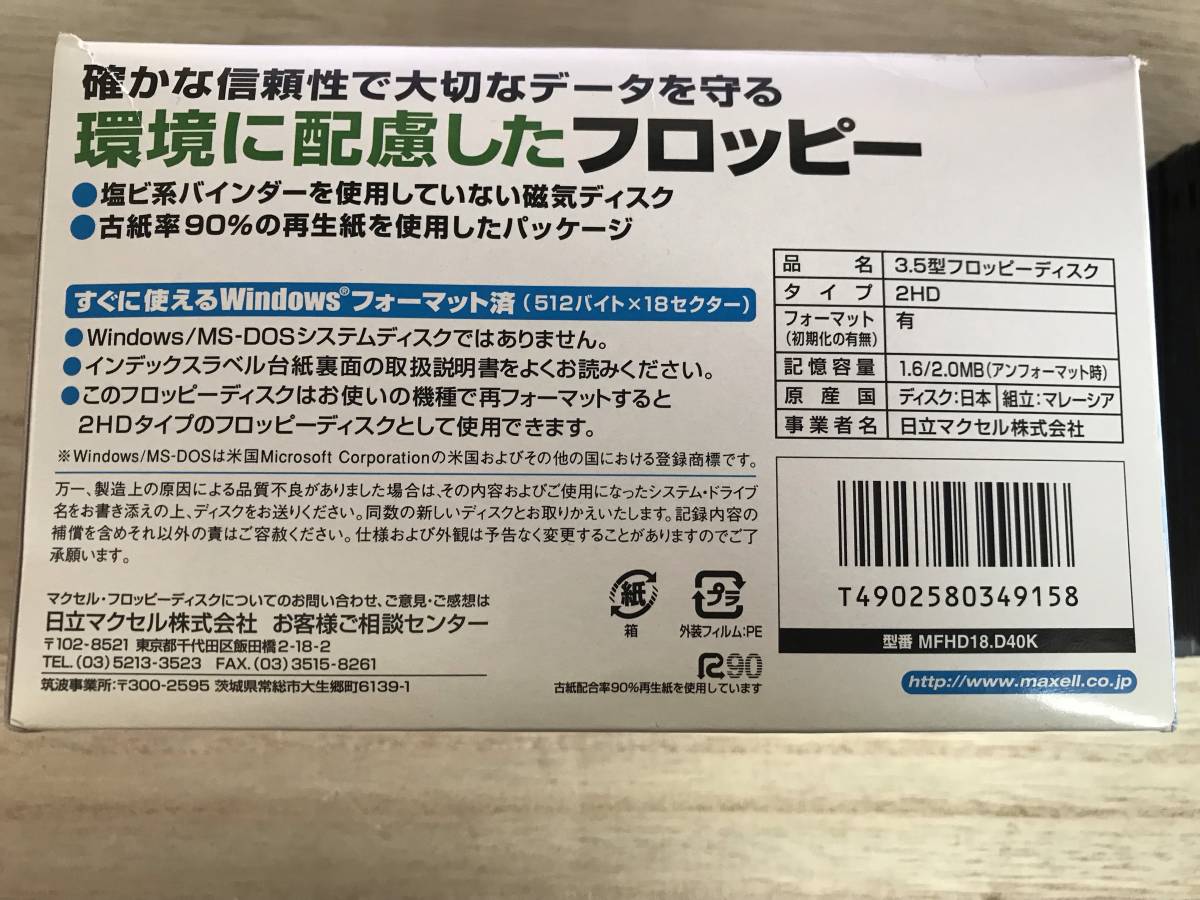 確かな信頼性で大切なデータを守る
環境に配慮したフロッピー
●塩ビ系バインダーを使用していない磁気ディスク
●古紙率90%の再生紙を使用したパッケージ
すぐに使えるWindows®フォーマット済（512バイト×18セクター）
●Windows/MS-DOSシステムディスクではありません。
●インデックスラベル台紙裏面の取扱説明書をよくお読みください。
●このフロッピーディスクはお使いの機種で再フォーマットすると
2HDタイプのフロッピーディスクとして使用できます。
※Windows/MS-DOSは米国Microsoft Corporationの米国およびその他の国における登録商標です。
万一、製造上の原因による品質不良がありました場合は、その内容およびご使用になったシステム・ドライブ
名をお書き添えの上、ディスクをお送りください。同数の新しいディスクとお取りかえいたします。記録内容の
補償を含めそれ以外の責はご容赦ください。仕様および外観は予告なく変更することがありますのでご了
承願います。
マクセル・フロッピーディスクについてのお問い合わせ、ご意見・ご感想は
日立マクセル株式会社 お客様ご相談センター
〒102-8521 東京都千代田区飯田橋2-18-2
TEL.(03)5213-3523 FAX.(03)3515-8261
筑波事業所:〒300-2595 茨城県常総市大生郷町6139-1
紙
箱
プラ
外装フィルム:PE
R90
古紙配合率90%再生紙を使用しています
品名 3.5型フロッピーディスク
タイプ 2HD
フォーマット（初期化の有無） 有
記憶容量 1.6/2.0MB（アンフォーマット時）
原産国 ディスク:日本 組立:マレーシア
事業者名 日立マクセル株式会社
T4902580349158
型番 MFHD18.D40K
http://www.maxell.co.jp